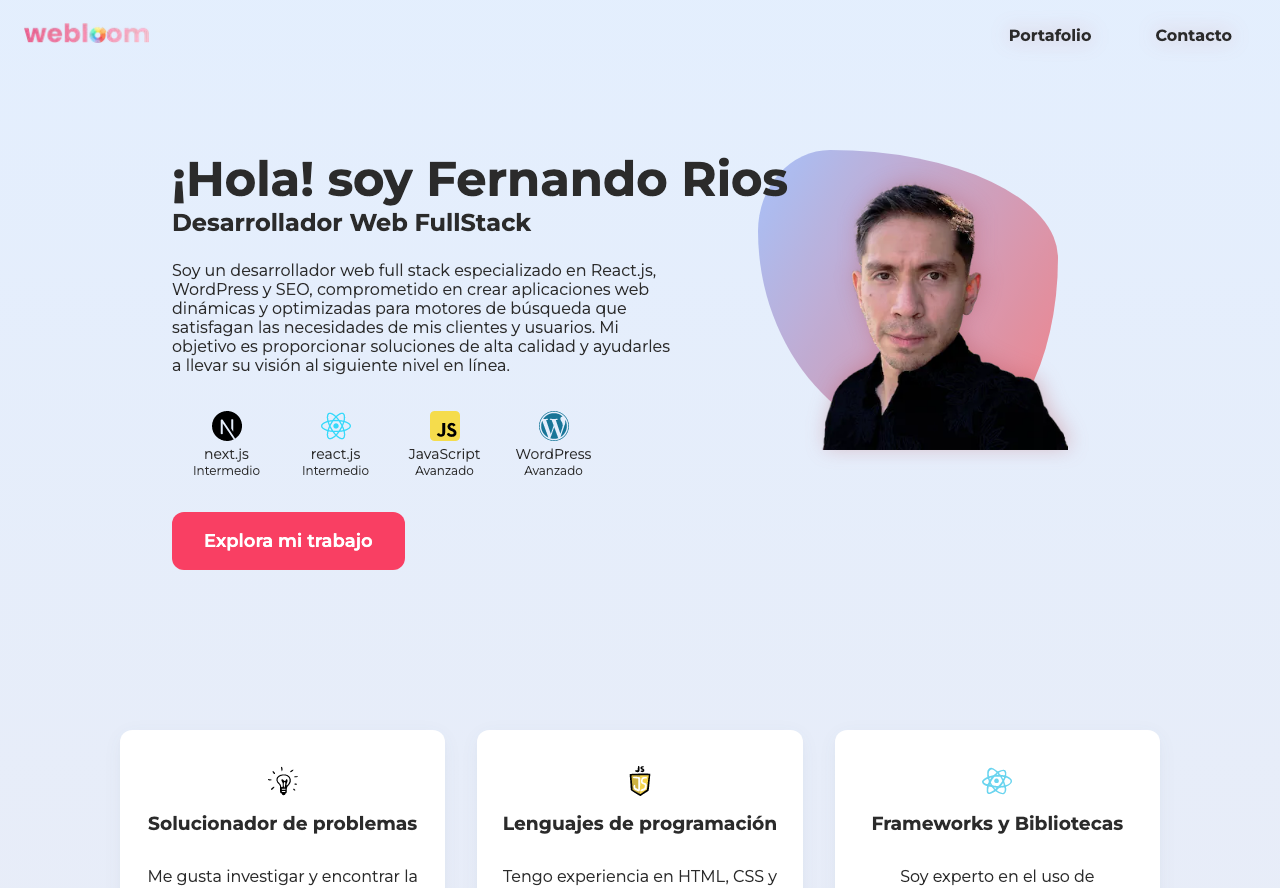 webloom
Portafolio
Contacto
¡Hola! soy Fernando Rios
Desarrollador Web FullStack
Soy un desarrollador web full stack especializado en React.js,
WordPress y SEO, comprometido en crear aplicaciones web
dinámicas y optimizadas para motores de búsqueda que
satisfagan las necesidades de mis clientes y usuarios. Mi
objetivo es proporcionar soluciones de alta calidad y ayudarles
a llevar su visión al siguiente nivel en línea.
N
JS
W
next.js
react.js
JavaScript
WordPress
Intermedio
Intermedio
Avanzado
Avanzado
Explora mi trabajo
JS
Solucionador de problemas
Lenguajes de programación
Frameworks y Bibliotecas
Me gusta investigar y encontrar la
Tengo experiencia en HTML, CSS y
Soy experto en el uso de